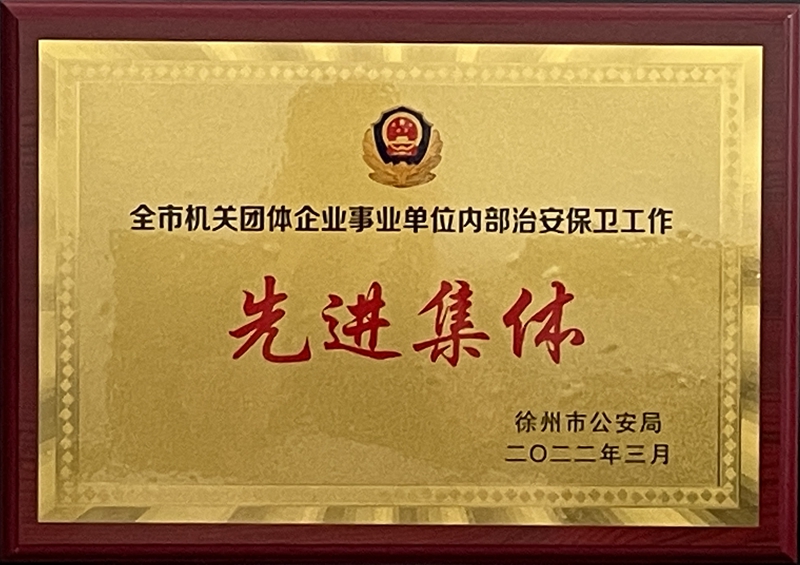 全市机关团体企业事业单位内部治安保卫工作
先进集体
徐州市公安局
二〇二二年三月